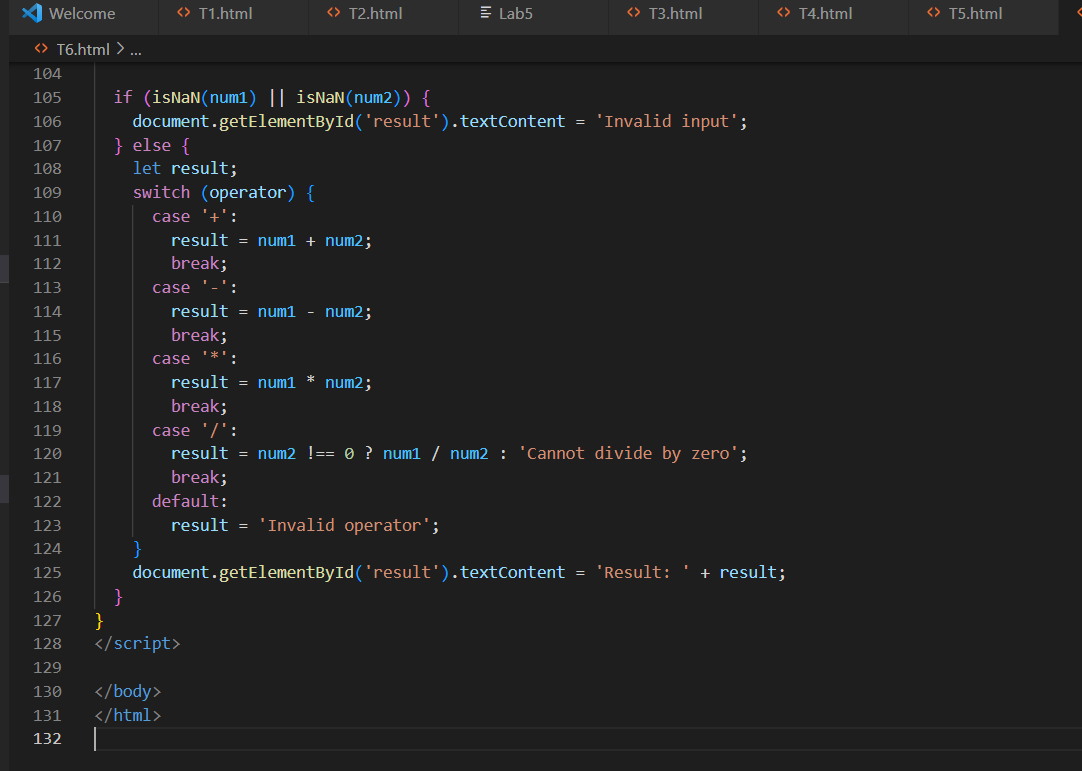 Welcome <> T1.html <> T2.html Lab5 <> T3.html <> T4.html <> T5.html
<> T6.html > ...
104
105 if (isNaN(num1) || isNaN(num2)) {
106 document.getElementById('result').textContent = 'Invalid input';
107 } else {
108 let result;
109 switch (operator) {
110 case '+':
111 result = num1 + num2;
112 break;
113 case '-':
114 result = num1 - num2;
115 break;
116 case '*':
117 result = num1 * num2;
118 break;
119 case '/':
120 result = num2 !== 0 ? num1 / num2 : 'Cannot divide by zero';
121 break;
122 default:
123 result = 'Invalid operator';
124 }
125 document.getElementById('result').textContent = 'Result: ' + result;
126 }
127 }
128 </script>
129
130 </body>
131 </html>
132